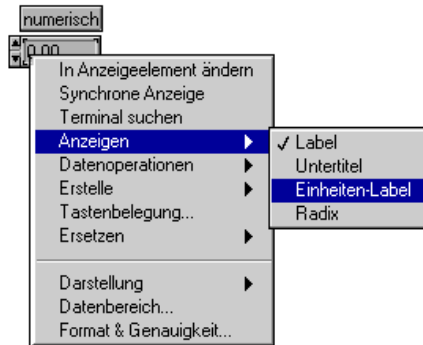 numerisch
0.00
In Anzeigeelement ändern
Synchrone Anzeige
Terminal suchen
Anzeigen
Datenoperationen
Erstelle
Tastenbelegung...
Ersetzen
Darstellung
Datenbereich...
Format & Genauigkeit...
✓ Label
Untertitel
Einheiten-Label
Radix